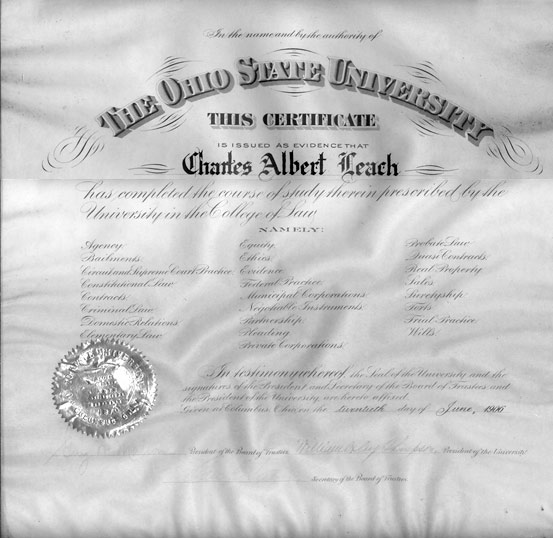 In the name and by the authority of
THE OHIO STATE UNIVERSITY
THIS CERTIFICATE
IS ISSUED AS EVIDENCE THAT
Charles Albert Leach
has completed the course of study therein prescribed by the
University in the College of Law
NAMELY:
Agency.
Bailments.
Circuit and Supreme Court Practice.
Constitutional Law
Contracts.
Criminal Law
Domestic Relations.
Elementary Law
Equity.
Ethics.
Evidence.
Federal Practice.
Municipal Corporations.
Negotiable Instruments.
Partnership.
Pleading.
Private Corporations.
Probate Law
Quasi Contracts.
Real Property
Sales.
Suretyship.
Torts.
Trial Practice.
Wills.
In testimony whereof, the Seal of the University and the
signatures of the President and Secretary of the Board of Trustees and
the President of the University, are hereto affixed.
Given at Columbus, Ohio, on the twentieth day of June, 1906
President of the Board of Trustees. William Thompson, President of the University.
Secretary of the Board of Trustees.